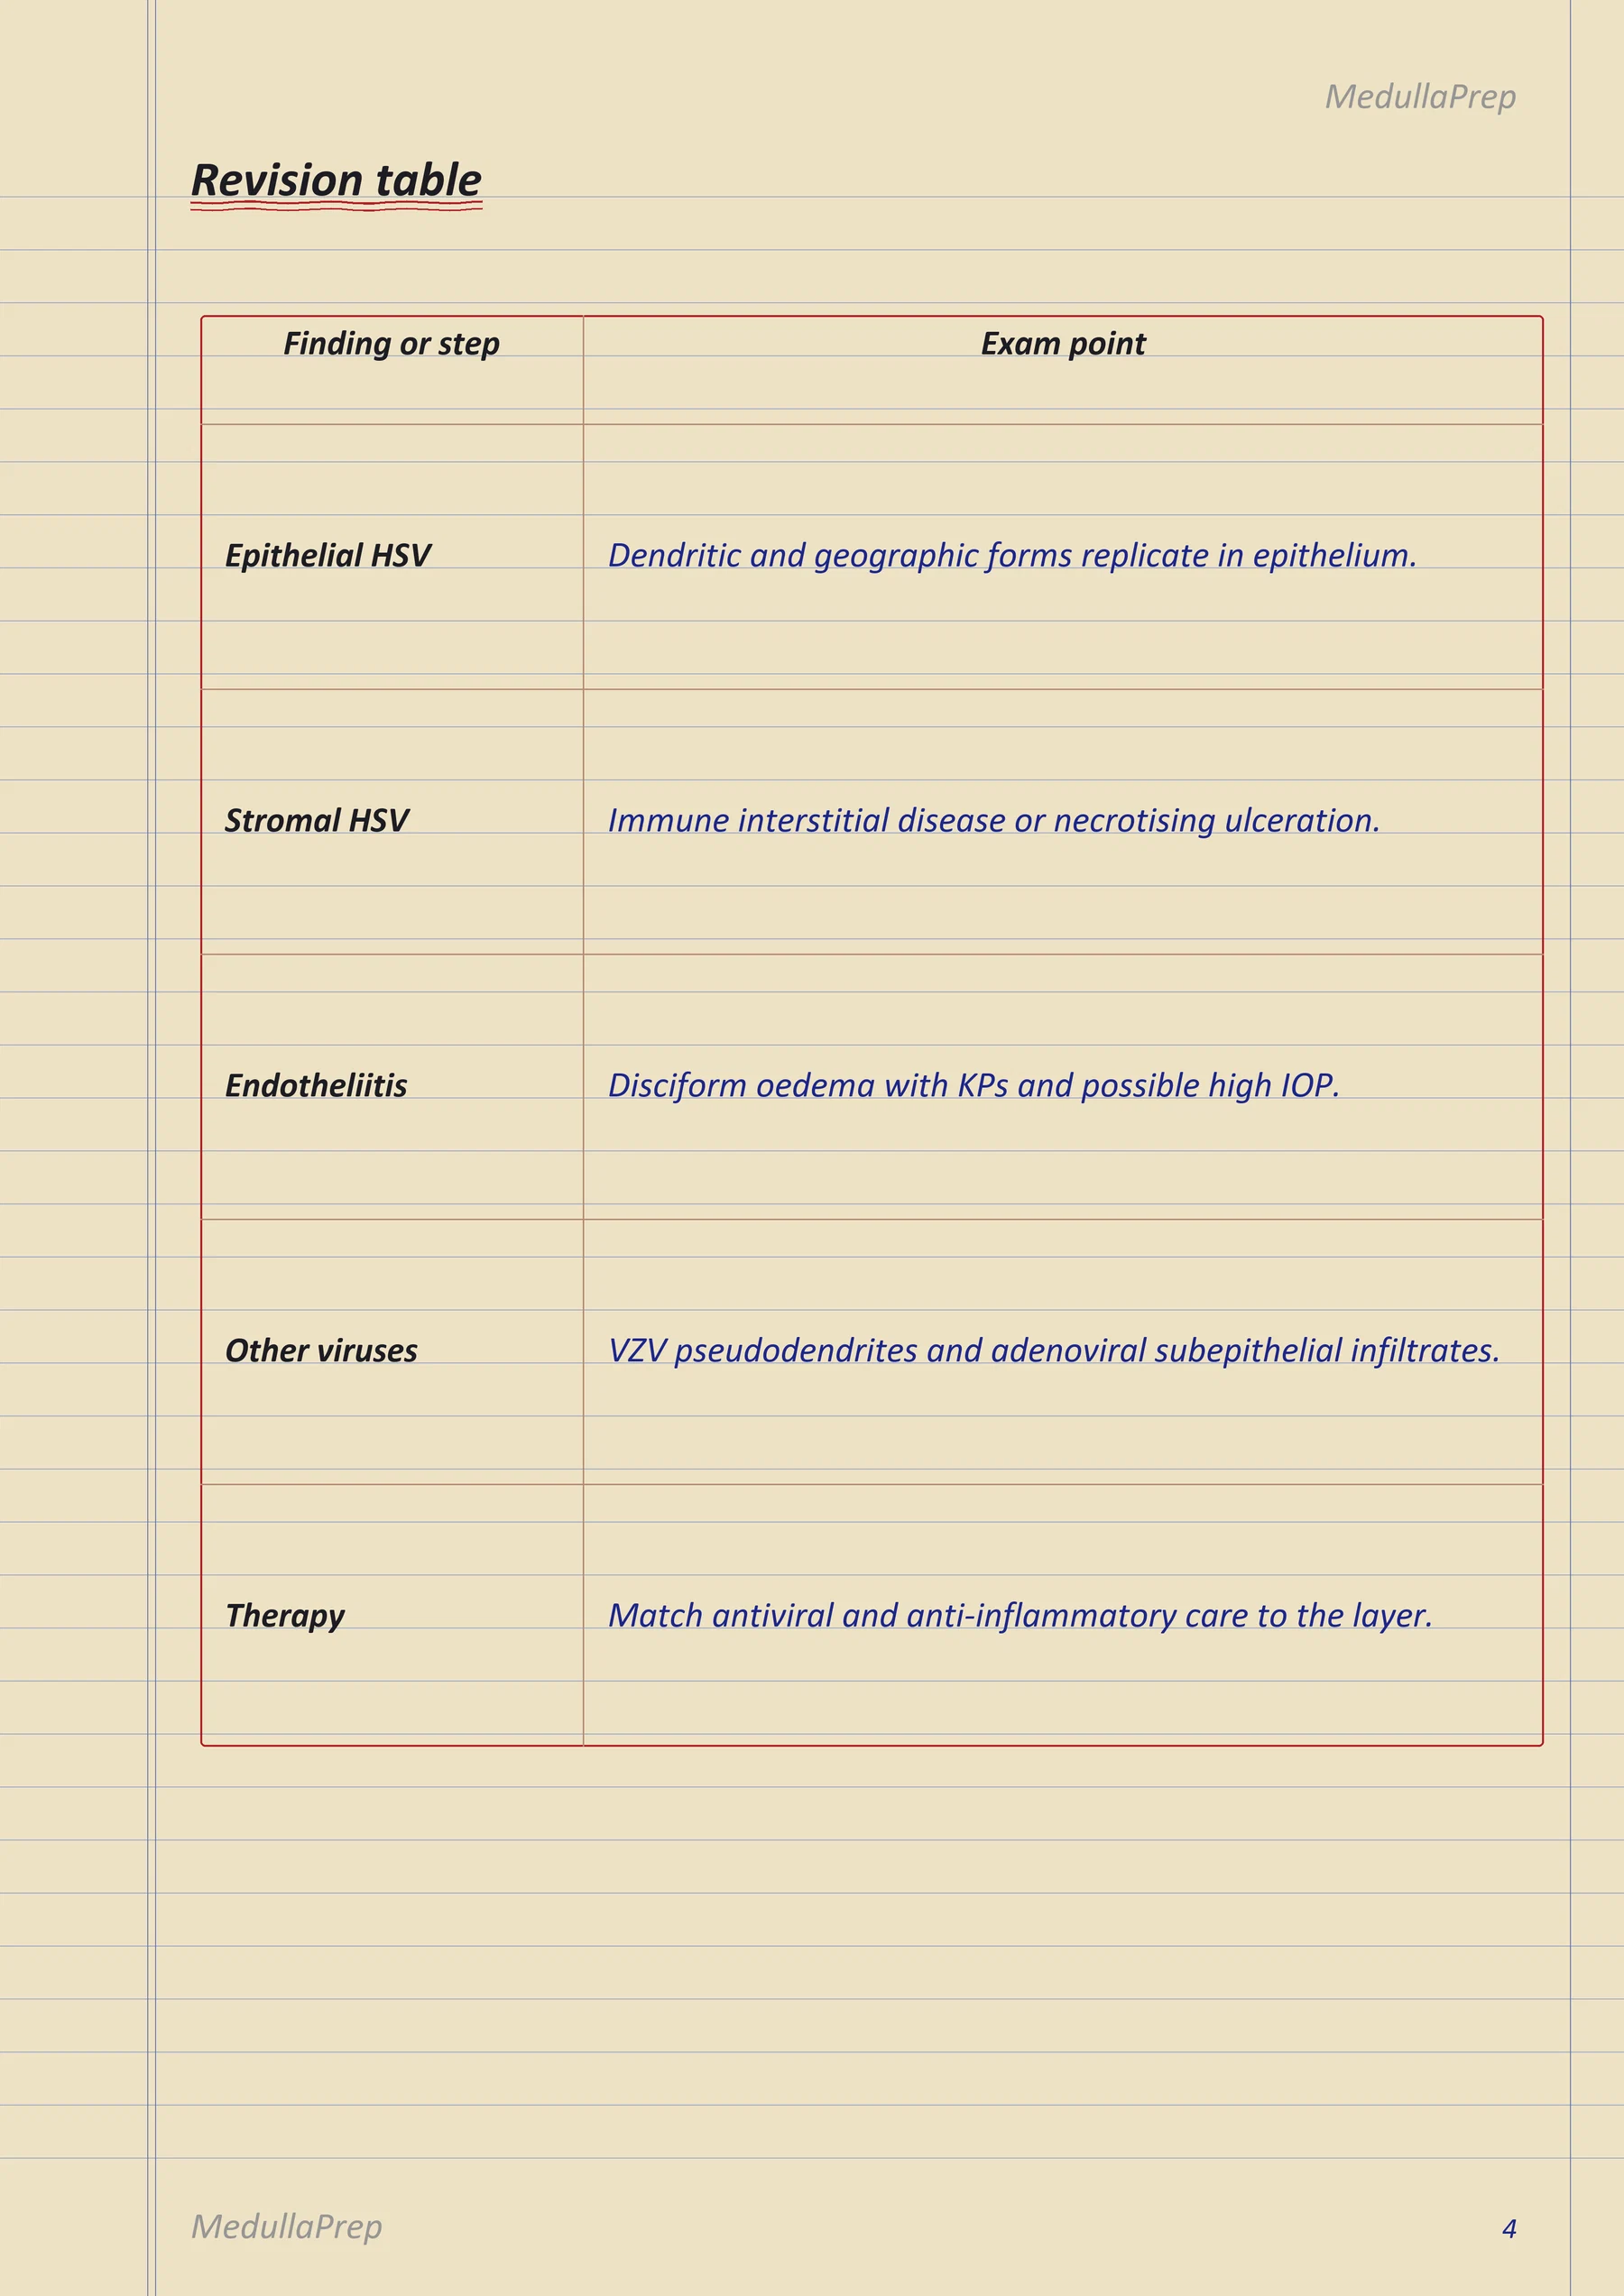 MedullaPrep
Revision table
Finding or step
Exam point
Epithelial HSV
Dendritic and geographic forms replicate in epithelium.
Stromal HSV
Immune interstitial disease or necrotising ulceration.
Endotheliitis
Disciform oedema with KPs and possible high IOP.
Other viruses
VZV pseudodendrites and adenoviral subepithelial infiltrates.
Therapy
Match antiviral and anti-inflammatory care to the layer.
MedullaPrep
4